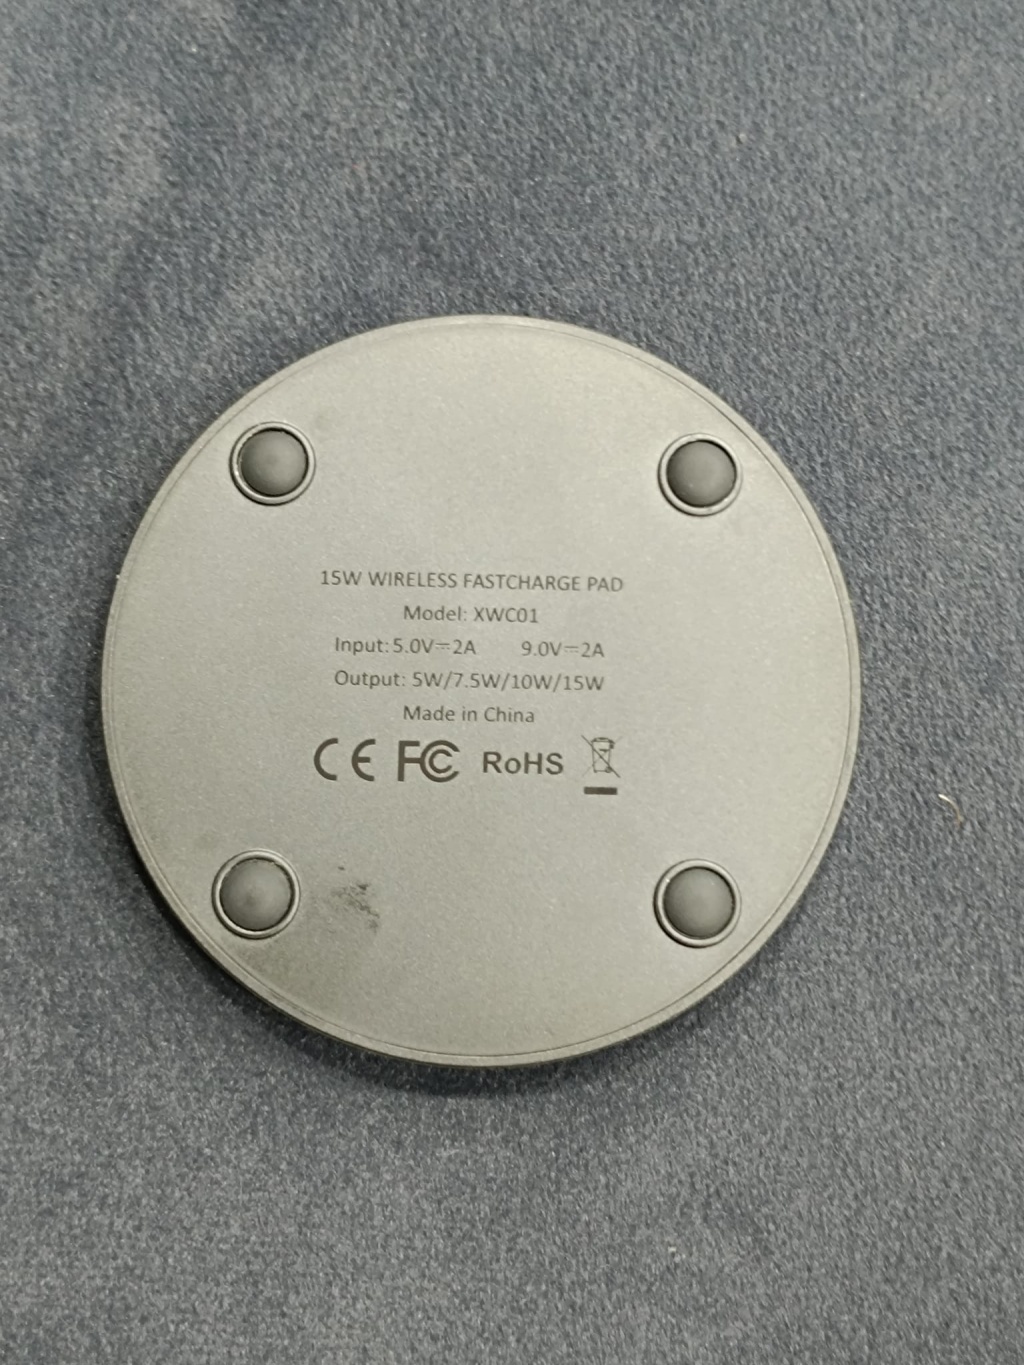 15W WIRELESS FASTCHARGE PAD
Model: XWC01
Input:5.0V⎓2A 9.0V⎓2A
Output: 5W/7.5W/10W/15W
Made in China
CE FC RoHS